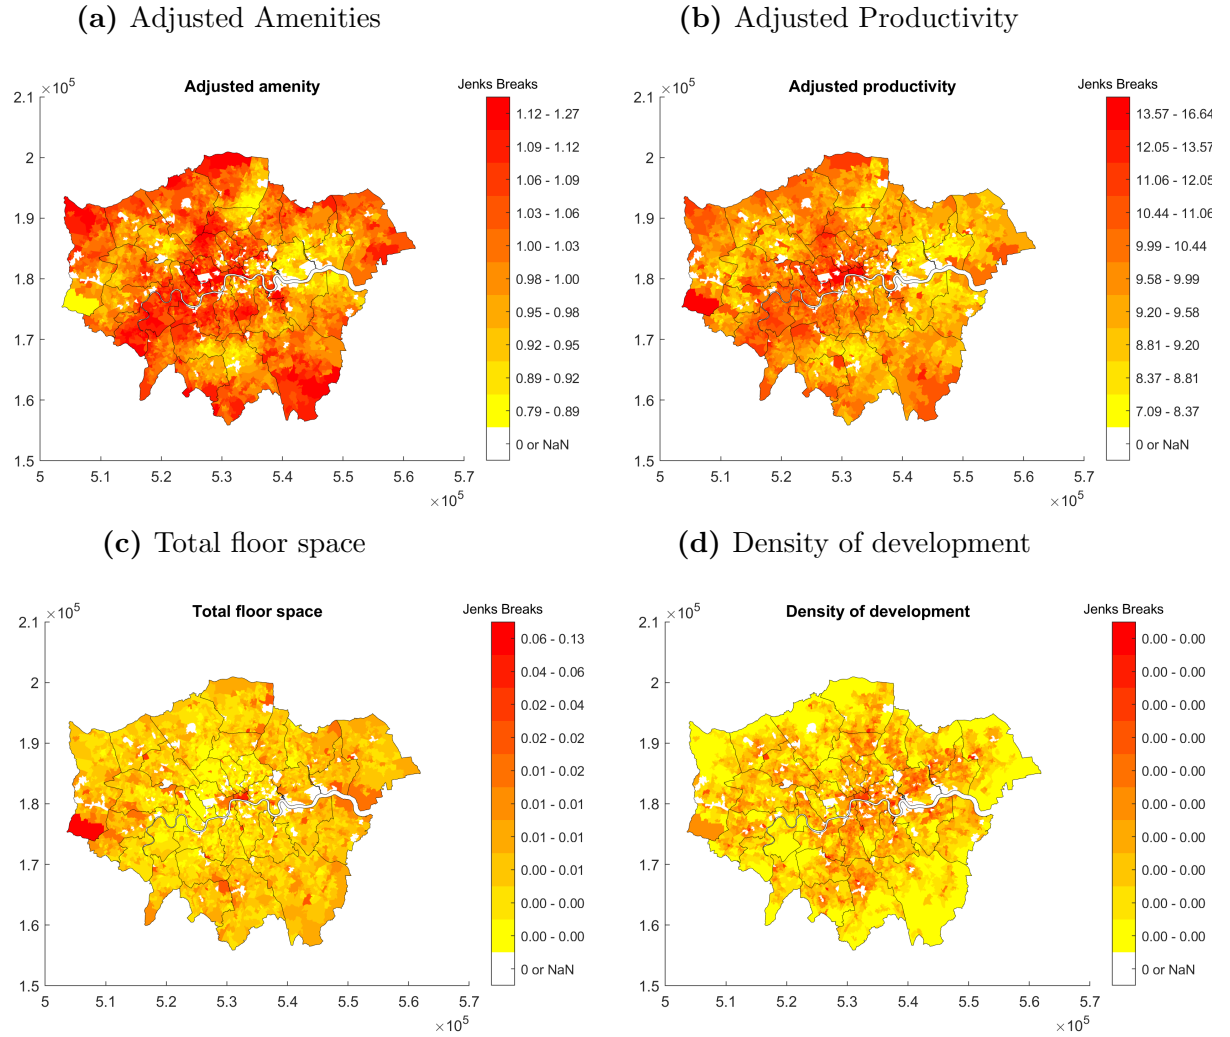 (a) Adjusted Amenities
(b) Adjusted Productivity
Adjusted amenity
Jenks Breaks
×10⁵
2.1
2
1.9
1.8
1.7
1.6
1.5
5
5.1
5.2
5.3
5.4
5.5
5.6
5.7
×10⁵
1.12 - 1.27
1.09 - 1.12
1.06 - 1.09
1.03 - 1.06
1.00 - 1.03
0.98 - 1.00
0.95 - 0.98
0.92 - 0.95
0.89 - 0.92
0.79 - 0.89
0 or NaN
Adjusted productivity
Jenks Breaks
×10⁵
2.1
2
1.9
1.8
1.7
1.6
1.5
5
5.1
5.2
5.3
5.4
5.5
5.6
5.7
×10⁵
13.57 - 16.64
12.05 - 13.57
11.06 - 12.05
10.44 - 11.06
9.99 - 10.44
9.58 - 9.99
9.20 - 9.58
8.81 - 9.20
8.37 - 8.81
7.09 - 8.37
0 or NaN
(c) Total floor space
(d) Density of development
Total floor space
Jenks Breaks
×10⁵
2.1
2
1.9
1.8
1.7
1.6
1.5
5
5.1
5.2
5.3
5.4
5.5
5.6
5.7
×10⁵
0.06 - 0.13
0.04 - 0.06
0.02 - 0.04
0.02 - 0.02
0.01 - 0.02
0.01 - 0.01
0.01 - 0.01
0.00 - 0.01
0.00 - 0.00
0.00 - 0.00
0 or NaN
Density of development
Jenks Breaks
×10⁵
2.1
2
1.9
1.8
1.7
1.6
1.5
5
5.1
5.2
5.3
5.4
5.5
5.6
5.7
×10⁵
0.00 - 0.00
0.00 - 0.00
0.00 - 0.00
0.00 - 0.00
0.00 - 0.00
0.00 - 0.00
0.00 - 0.00
0.00 - 0.00
0.00 - 0.00
0.00 - 0.00
0 or NaN